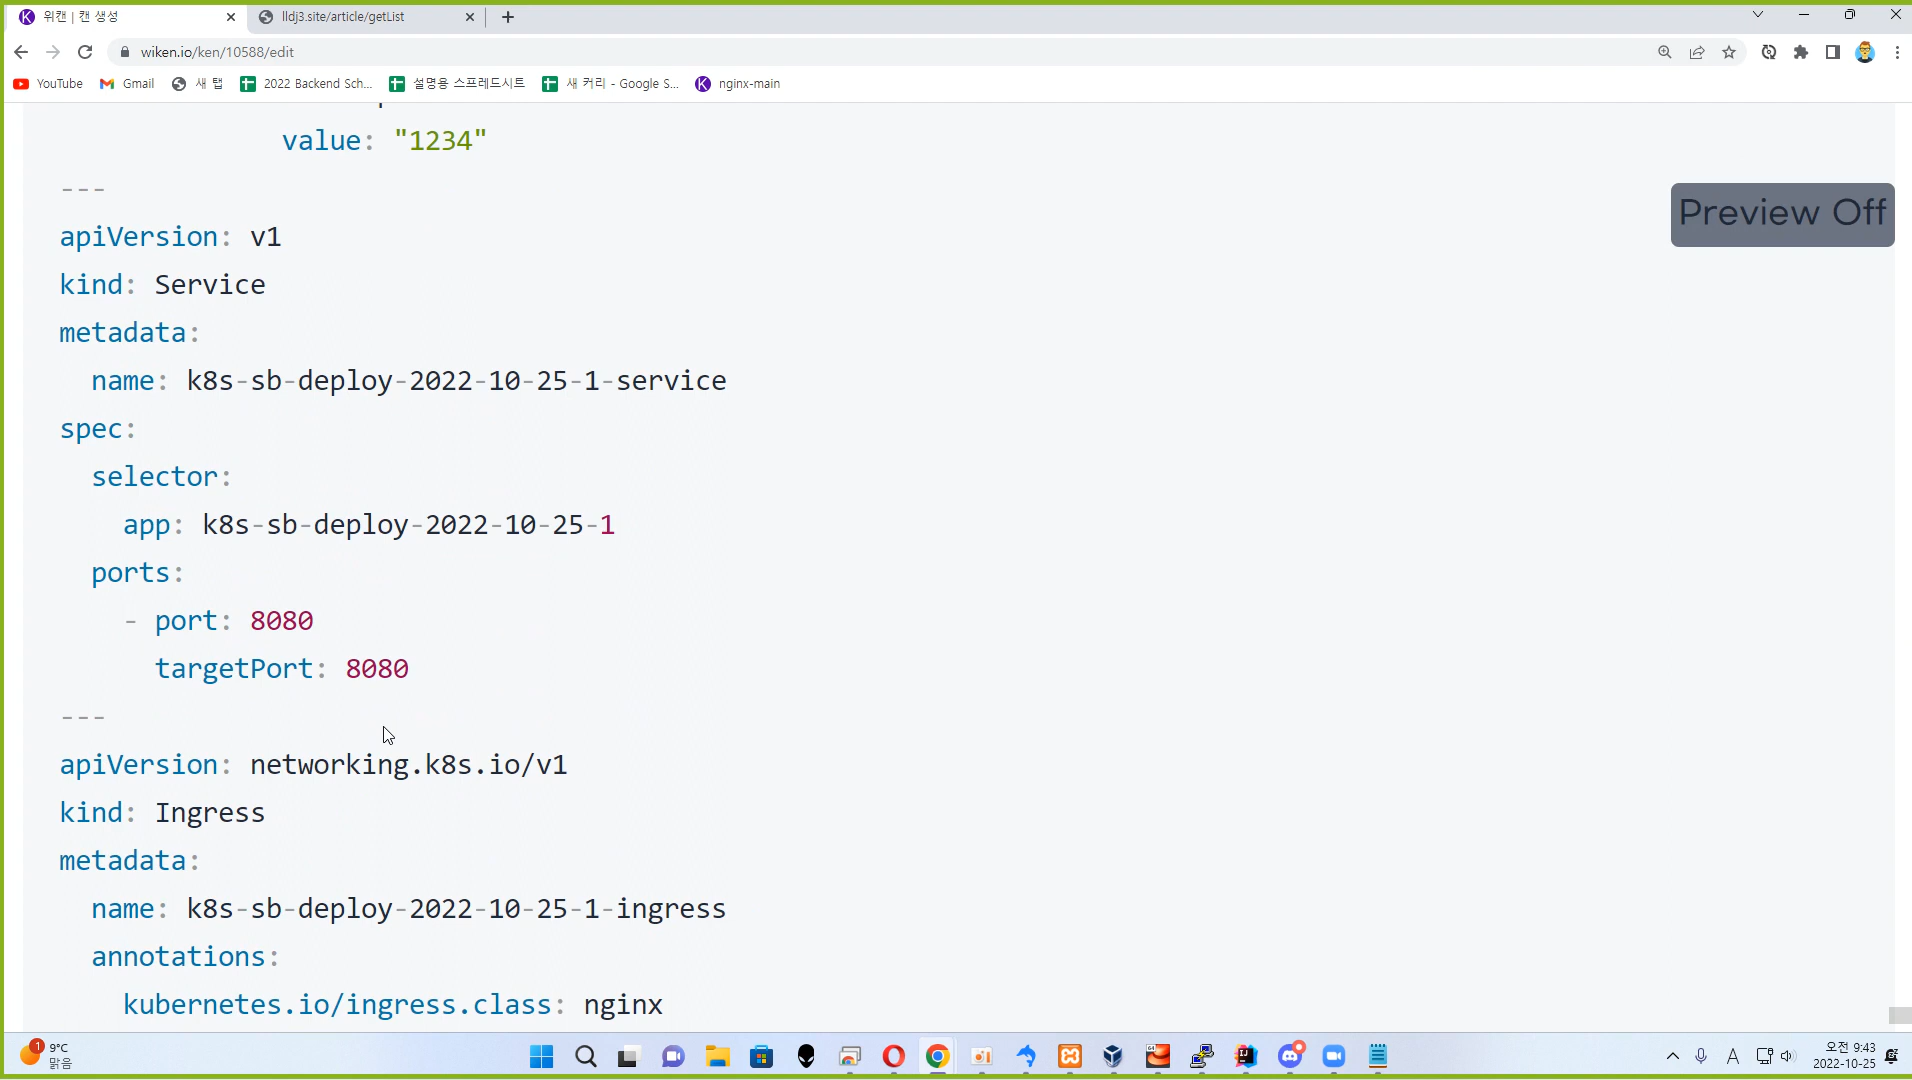 위캔 | 캔 생성
lldj3.site/article/getList
wiken.io/ken/10588/edit
YouTube
Gmail
새 탭
2022 Backend Sch...
설명용 스프레드시트
새 커리 - Google S...
nginx-main
value: "1234"
---
Preview Off
apiVersion: v1
kind: Service
metadata:
name: k8s-sb-deploy-2022-10-25-1-service
spec:
selector:
app: k8s-sb-deploy-2022-10-25-1
ports:
- port: 8080
targetPort: 8080
---
apiVersion: networking.k8s.io/v1
kind: Ingress
metadata:
name: k8s-sb-deploy-2022-10-25-1-ingress
annotations:
kubernetes.io/ingress.class: nginx
1
9°C
맑음
A
오전 9:43
2022-10-25